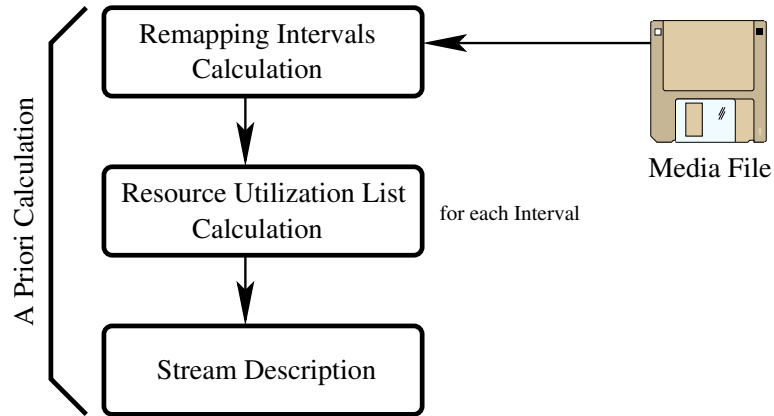 Remapping Intervals
Calculation
Media File
Resource Utilization List
Calculation
for each Interval
Stream Description
A Priori Calculation